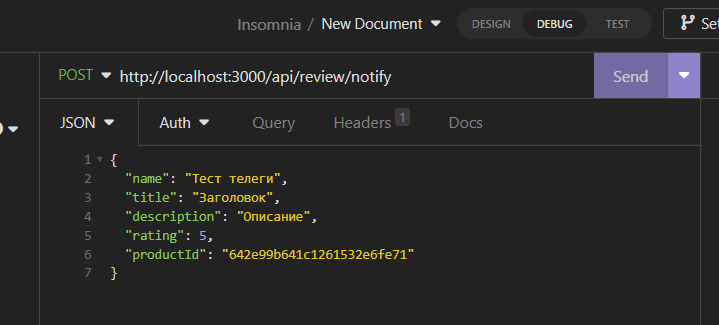 Insomnia / New Document DESIGN DEBUG TEST Set
POST http://localhost:3000/api/review/notify Send
JSON Auth Query Headers 1 Docs
1 {
2 "name": "Тест телеги",
3 "title": "Заголовок",
4 "description": "Описание",
5 "rating": 5,
6 "productId": "642e99b641c1261532e6fe71"
7 }